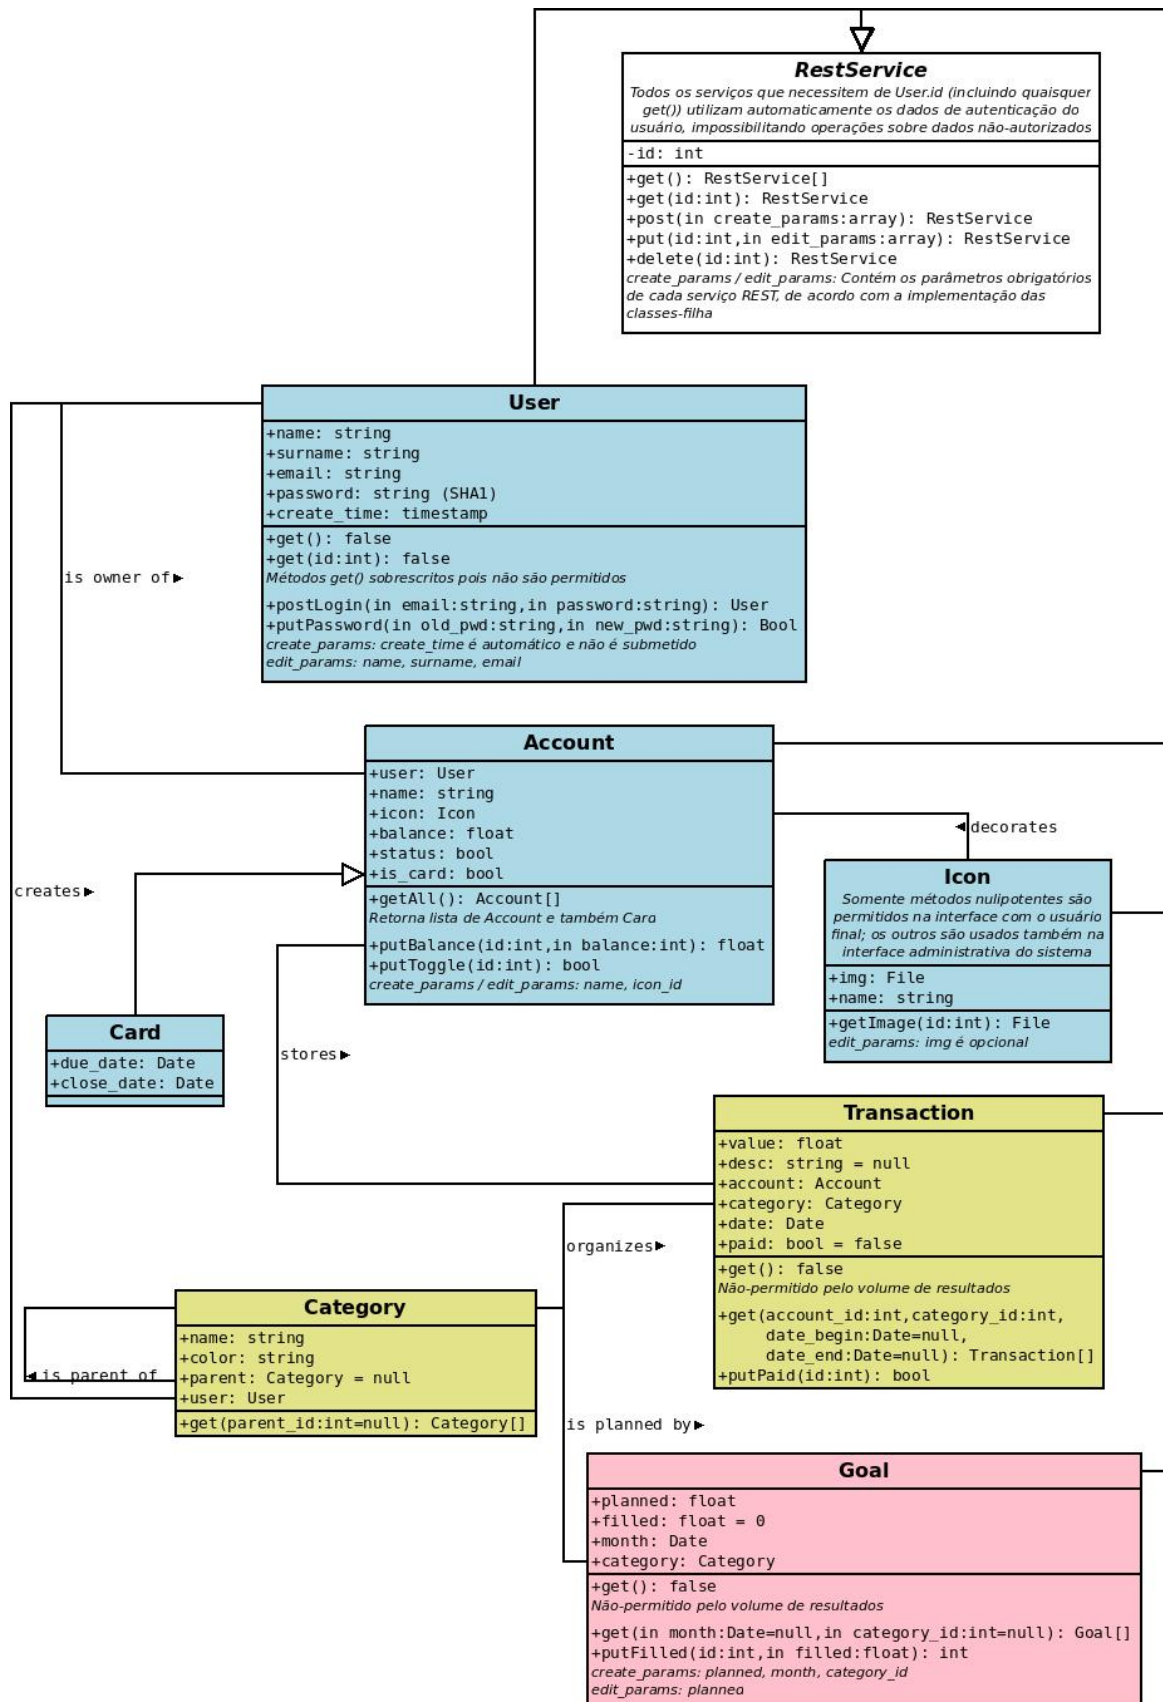 RestService
Todos os serviços que necessitem de User.id (incluindo quaisquer
get()) utilizam automaticamente os dados de autenticação do
usuário, impossibilitando operações sobre dados não-autorizados
-id: int
+get(): RestService[]
+get(id:int): RestService
+post(in create_params:array): RestService
+put(id:int,in edit_params:array): RestService
+delete(id:int): RestService
create_params / edit_params: Contém os parâmetros obrigatórios
de cada serviço REST, de acordo com a implementação das
classes-filha
User
+name: string
+surname: string
+email: string
+password: string (SHA1)
+create_time: timestamp
+get(): false
+get(id:int): false
Métodos get() sobrescritos pois não são permitidos
+postLogin(in email:string,in password:string): User
+putPassword(in old_pwd:string,in new_pwd:string): Bool
create_params: create_time é automático e não é submetido
edit_params: name, surname, email
is owner of►
Account
+user: User
+name: string
+icon: Icon
+balance: float
+status: bool
+is_card: bool
+getAll(): Account[]
Retorna lista de Account e também Card
+putBalance(id:int,in balance:int): float
+putToggle(id:int): bool
create_params / edit_params: name, icon_id
◄decorates
creates►
Icon
Somente métodos nulipotentes são
permitidos na interface com o usuário
final; os outros são usados também na
interface administrativa do sistema
+img: File
+name: string
+getImage(id:int): File
edit_params: img é opcional
Card
+due_date: Date
+close_date: Date
stores►
Transaction
+value: float
+desc: string = null
+account: Account
+category: Category
+date: Date
+paid: bool = false
+get(): false
Não-permitido pelo volume de resultados
+get(account_id:int,category_id:int,
date_begin:Date=null,
date_end:Date=null): Transaction[]
+putPaid(id:int): bool
organizes►
Category
+name: string
+color: string
+parent: Category = null
+user: User
+get(parent_id:int=null): Category[]
◄is parent of
is planned by►
Goal
+planned: float
+filled: float = 0
+month: Date
+category: Category
+get(): false
Não-permitido pelo volume de resultados
+get(in month:Date=null,in category_id:int=null): Goal[]
+putFilled(id:int,in filled:float): int
create_params: planned, month, category_id
edit_params: planned